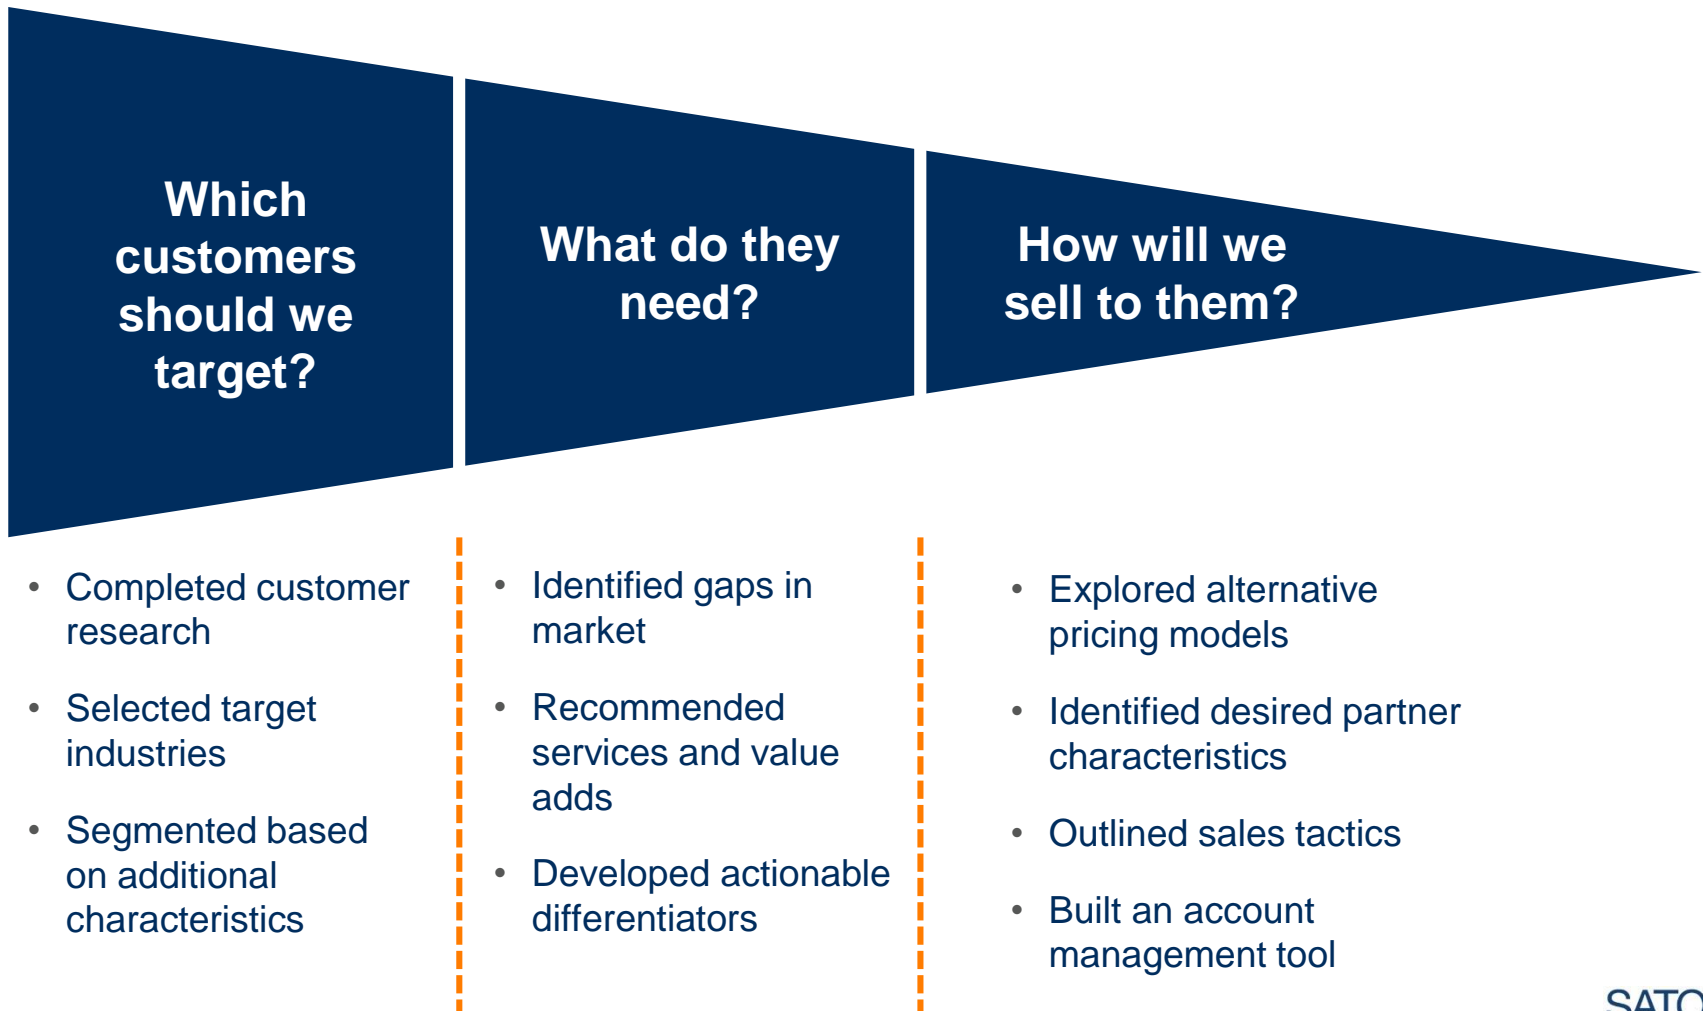 Which
customers
should we
target?
What do they
need?
How will we
sell to them?
• Completed customer
research
• Selected target
industries
• Segmented based
on additional
characteristics
• Identified gaps in
market
• Recommended
services and value
adds
• Developed actionable
differentiators
• Explored alternative
pricing models
• Identified desired partner
characteristics
• Outlined sales tactics
• Built an account
management tool